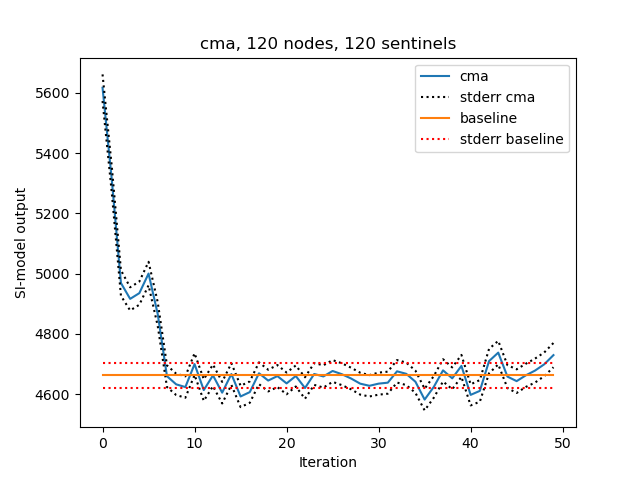 cma, 120 nodes, 120 sentinels
cma
stderr cma
baseline
stderr baseline
SI-model output
5600
5400
5200
5000
4800
4600
0 10 20 30 40 50
Iteration